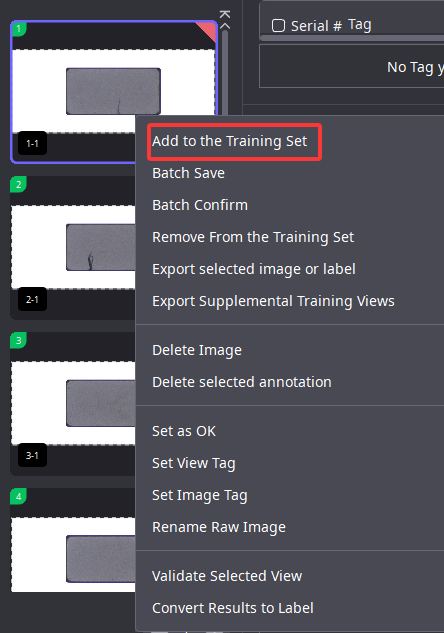 1
Serial # Tag
No Tag y
1-1
Add to the Training Set
Batch Save
2
Batch Confirm
Remove From the Training Set
Export selected image or label
2-1
Export Supplemental Training Views
3
Delete Image
Delete selected annotation
Set as OK
3-1
Set View Tag
4
Set Image Tag
Rename Raw Image
Validate Selected View
Convert Results to Label